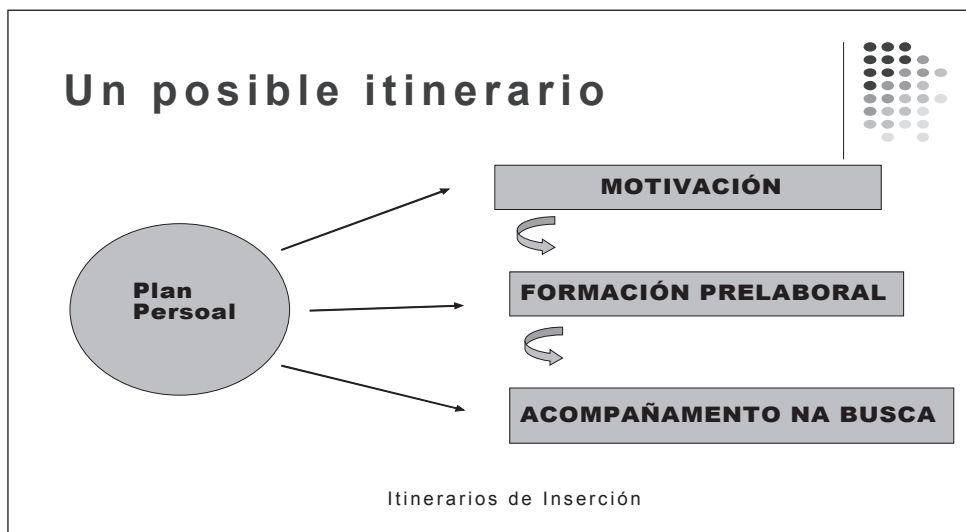 Un posible itinerario
MOTIVACIÓN
Plan
Persoal
FORMACIÓN PRELABORAL
ACOMPAÑAMENTO NA BUSCA
Itinerarios de Inserción